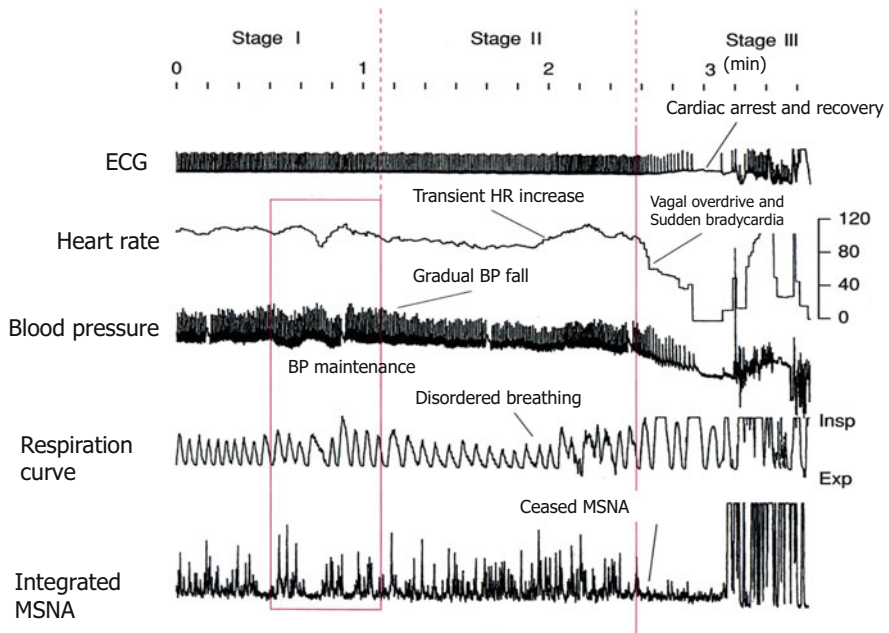 Stage I Stage II Stage III
0 1 2 3 (min)
Cardiac arrest and recovery
ECG
Transient HR increase
Vagal overdrive and
Sudden bradycardia
Heart rate
120
80
40
0
Gradual BP fall
Blood pressure
BP maintenance
Disordered breathing
Respiration
curve
Insp
Exp
Ceased MSNA
Integrated
MSNA